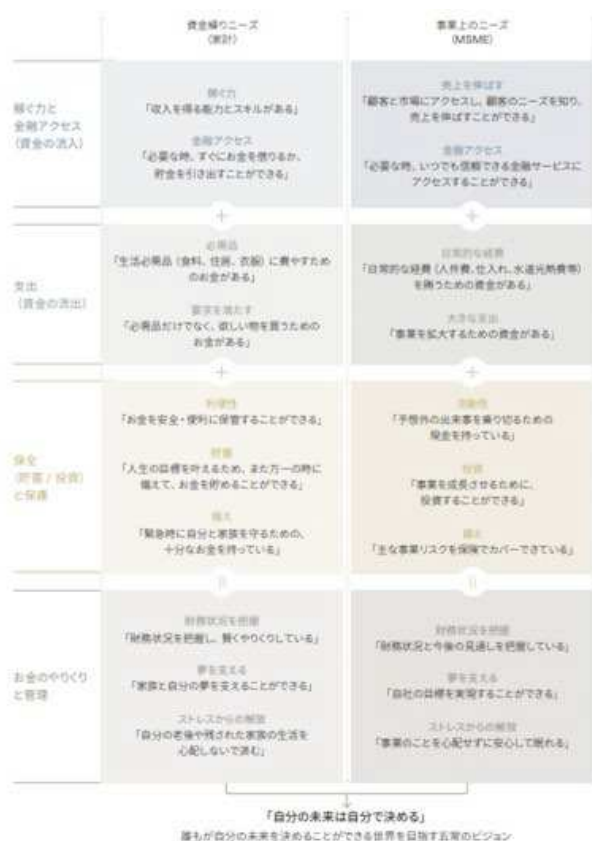 資金繰りニーズ
(家計)
事業上のニーズ
(MSME)
稼ぐ力と
金融アクセス
(資金の流入)
稼ぐ力
「収入を得る能力とスキルがある」
金融アクセス
「必要な時、すぐにお金を借りるか、
貯金を引き出すことができる」
売上を伸ばす
「顧客と市場にアクセスし、顧客のニーズを知り、
売上を伸ばすことができる」
金融アクセス
「必要な時、いつでも信頼できる金融サービスに
アクセスすることができる」
+
+
支出
(資金の流出)
必需品
「生活必需品(食料、住居、衣服)に費やすため
のお金がある」
要求を満たす
「必需品だけでなく、欲しい物を買うための
お金がある」
日常的な経費
「日常的な経費(人件費、仕入れ、水道光熱費等)
を賄うための資金がある」
大きな支出
「事業を拡大するための資金がある」
+
+
保全
(貯蓄 / 投資)
と保護
利便性
「お金を安全・便利に保管することができる」
貯蓄
「人生の目標を叶えるため、また万一の時に
備えて、お金を貯めることができる」
備え
「緊急時に自分と家族を守るための、
十分なお金を持っている」
流動性
「予想外の出来事を乗り切るための
現金を持っている」
投資
「事業を成長させるために、
投資することができる」
備え
「主な事業リスクを保険でカバーできている」
お金のやりくり
と管理
財務状況を把握
「財務状況を把握し、賢くやりくりしている」
夢を支える
「家族と自分の夢を支えることができる」
ストレスからの解放
「自分の老後や残された家族の生活を
心配しないで済む」
財務状況を把握
「財務状況と今後の見通しを把握している」
夢を支える
「自社の目標を実現することができる」
ストレスからの解放
「事業のことを心配せずに安心して眠れる」
「自分の未来は自分で決める」
誰もが自分の未来を決めることができる世界を目指す五常のビジョン